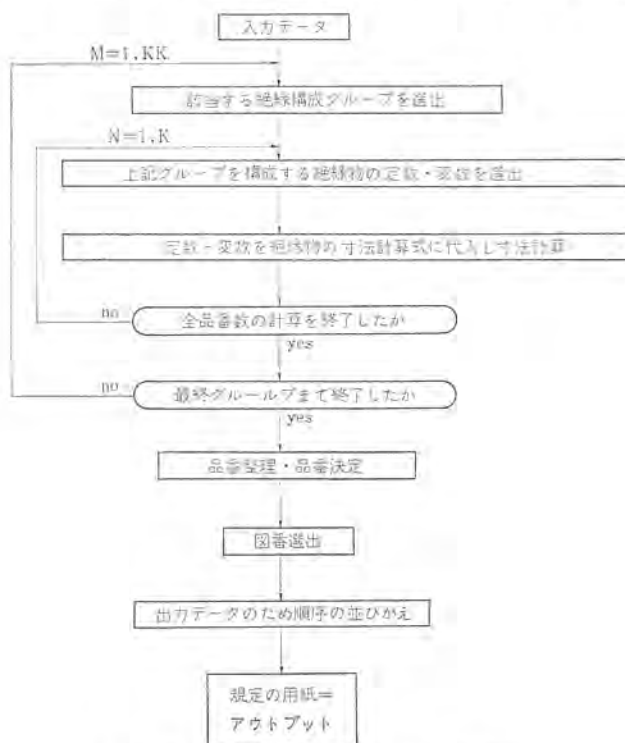 入力データ
M=1.KK
該当する絶縁構成グループを選出
N=1.K
上記グループを構成する絶縁物の定数・変数を選出
定数・変数を絶縁物の寸法計算式に代入し寸法計算
no
全品番数の計算を終了したか
yes
no
最終グルールプまで終了したか
yes
品番整理・品番決定
図番選出
出力データのため順序の並びがえ
規定の用紙=
アウトプット